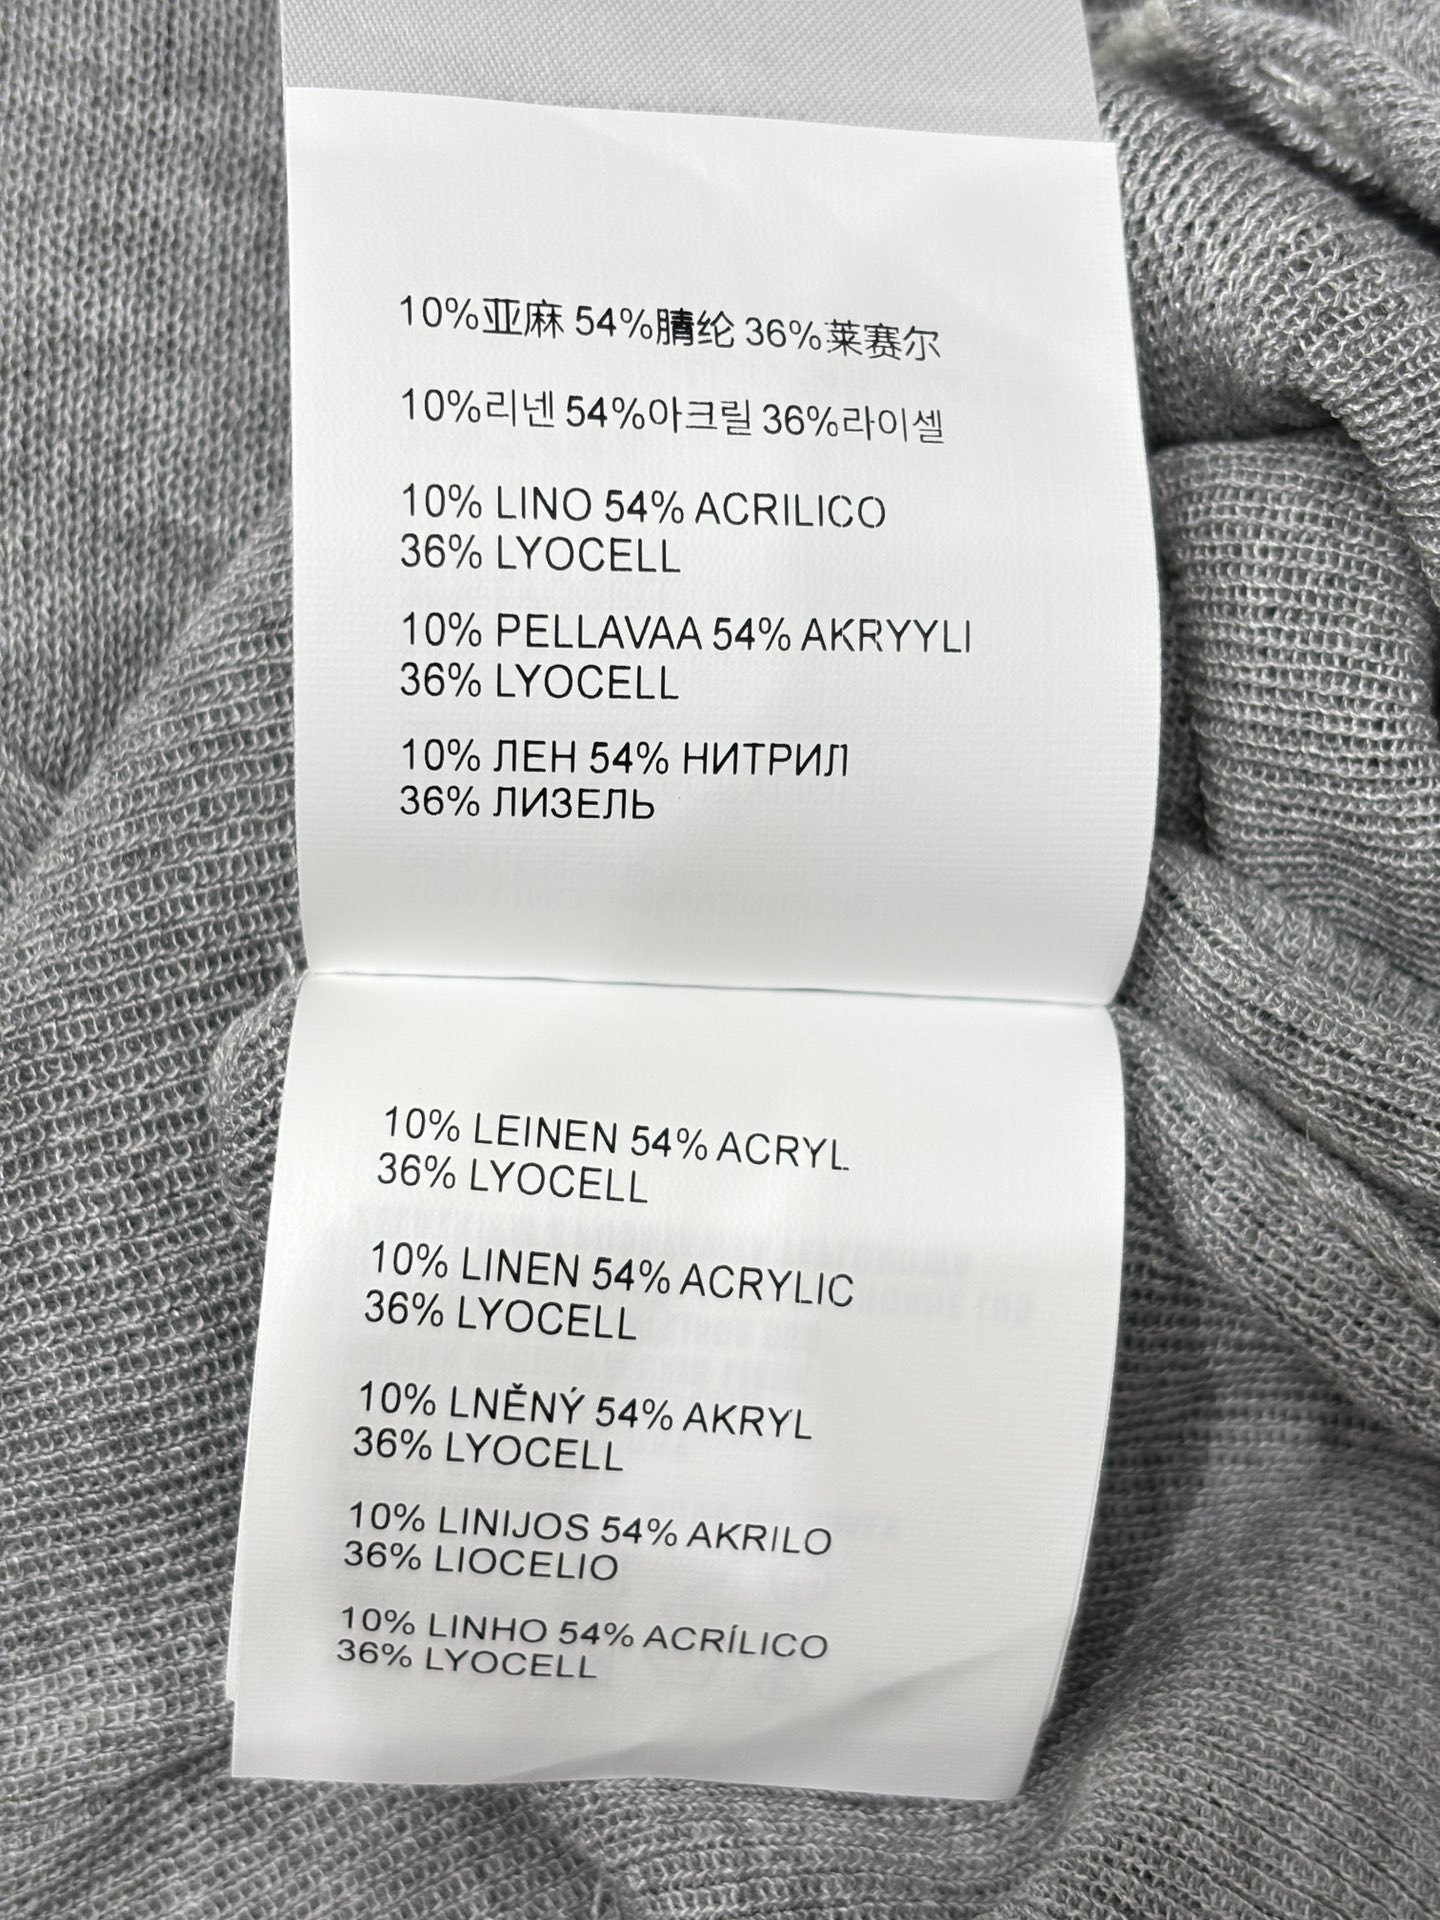 10%亚麻 54%腈纶 36%莱赛尔
10%리넨 54%아크릴 36%라이셀
10% LINO 54% ACRILICO
36% LYOCELL
10% PELLAVAA 54% AKRYYLI
36% LYOCELL
10% ЛЕН 54% НИТРИЛ
36% ЛИЗЕЛЬ
10% LEINEN 54% ACRYL
36% LYOCELL
10% LINEN 54% ACRYLIC
36% LYOCELL
10% LNĚNÝ 54% AKRYL
36% LYOCELL
10% LINIJOS 54% AKRILO
36% LIOCELIO
10% LINHO 54% ACRÍLICO
36% LYOCELL